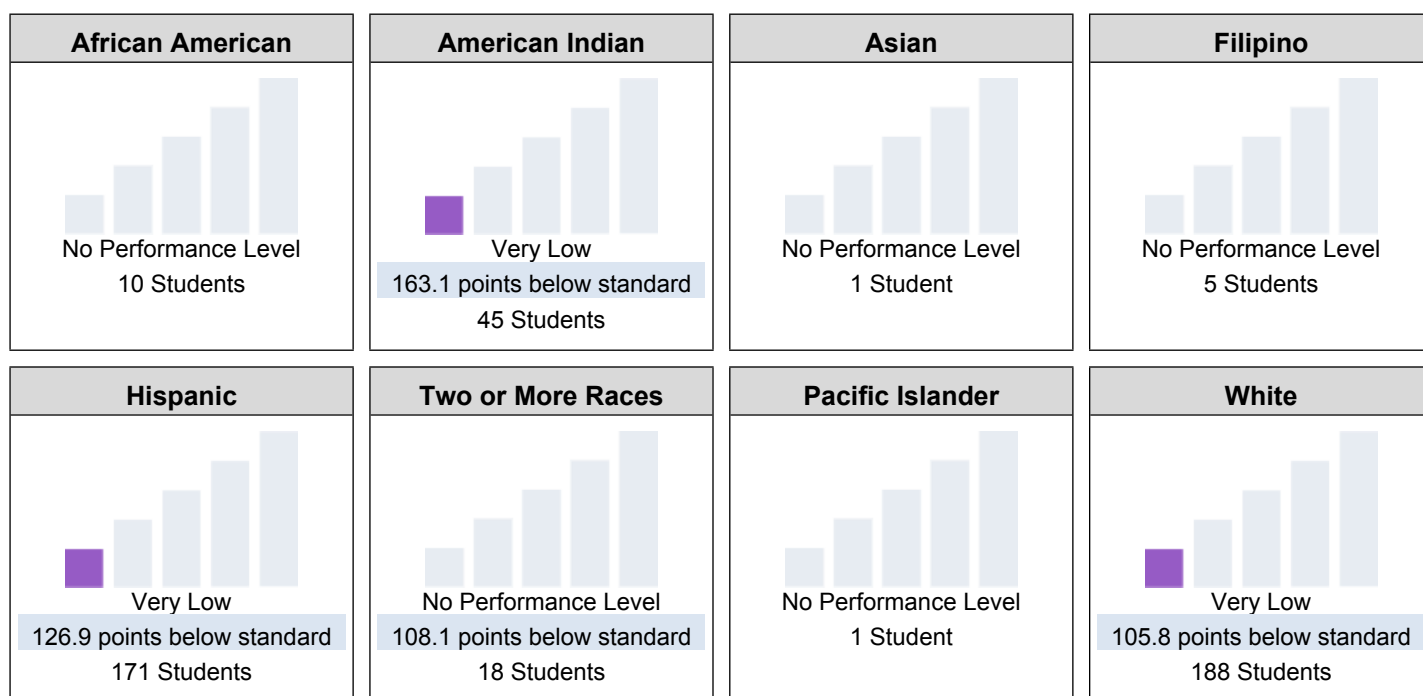 African American
No Performance Level
10 Students
American Indian
Very Low
163.1 points below standard
45 Students
Asian
No Performance Level
1 Student
Filipino
No Performance Level
5 Students
Hispanic
Very Low
126.9 points below standard
171 Students
Two or More Races
No Performance Level
108.1 points below standard
18 Students
Pacific Islander
No Performance Level
1 Student
White
Very Low
105.8 points below standard
188 Students